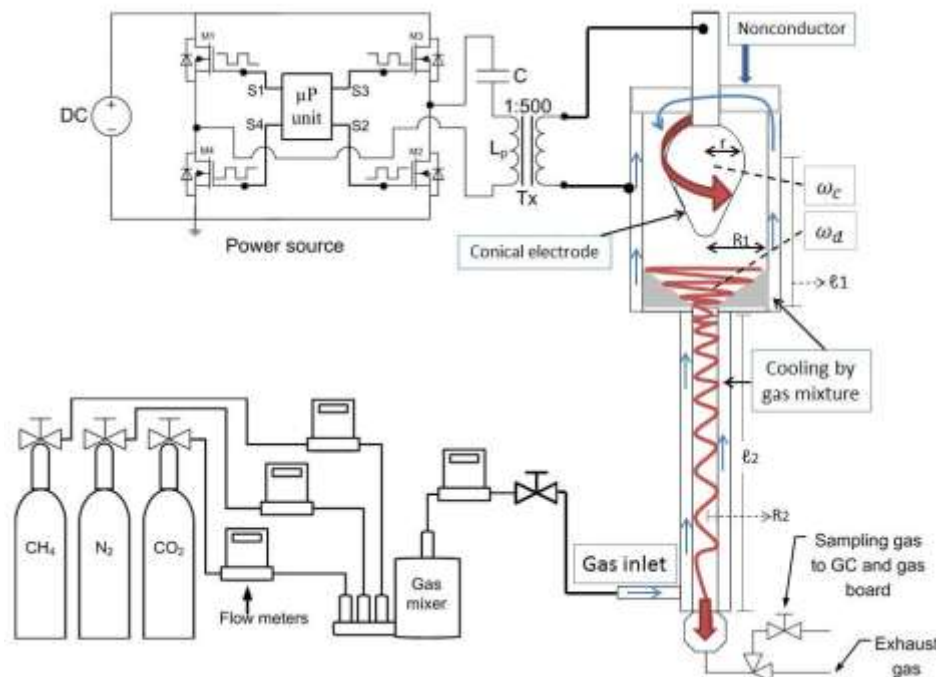 M1
M3
Nonconductor
S1
μP
unit
S3
S4
S2
M4
M2
DC
C
1:500
Lp
Tx
Power source
r
ωc
Conical electrode
R1
ωd
ℓ1
Cooling by
gas mixture
ℓ2
R2
CH4
N2
CO2
Flow meters
Gas
mixer
Gas inlet
Sampling gas
to GC and gas
board
Exhaust
gas